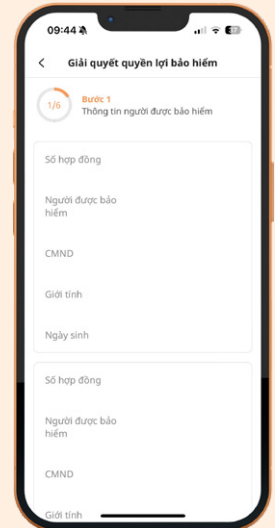 09:44
Giải quyết quyền lợi bảo hiểm
1/6
Bước 1
Thông tin người được bảo hiểm
Số hợp đồng
Người được bảo
hiểm
CMND
Giới tính
Ngày sinh
Số hợp đồng
Người được bảo
hiểm
CMND
Giới tính